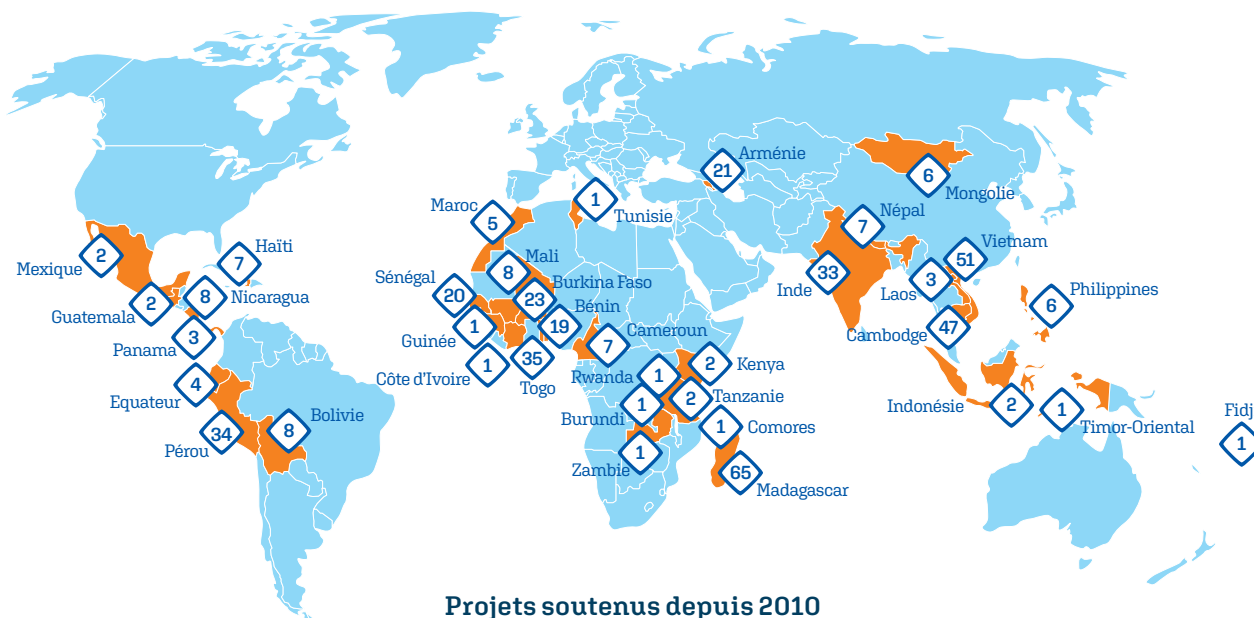 Mexique
2
Haïti
7
Guatemala
2
Nicaragua
8
Panama
3
Equateur
4
Pérou
34
Bolivie
8
Maroc
5
Tunisie
1
Sénégal
20
Mali
8
Burkina Faso
23
Bénin
19
Guinée
1
Côte d'Ivoire
1
Togo
35
Cameroun
7
Rwanda
1
Kenya
2
Burundi
1
Tanzanie
2
Comores
1
Zambie
1
Madagascar
65
Arménie
21
Mongolie
6
Népal
7
Inde
33
Vietnam
51
Laos
3
Cambodge
47
Philippines
6
Indonésie
2
Timor-Oriental
1
Fidj
1
Projets soutenus depuis 2010